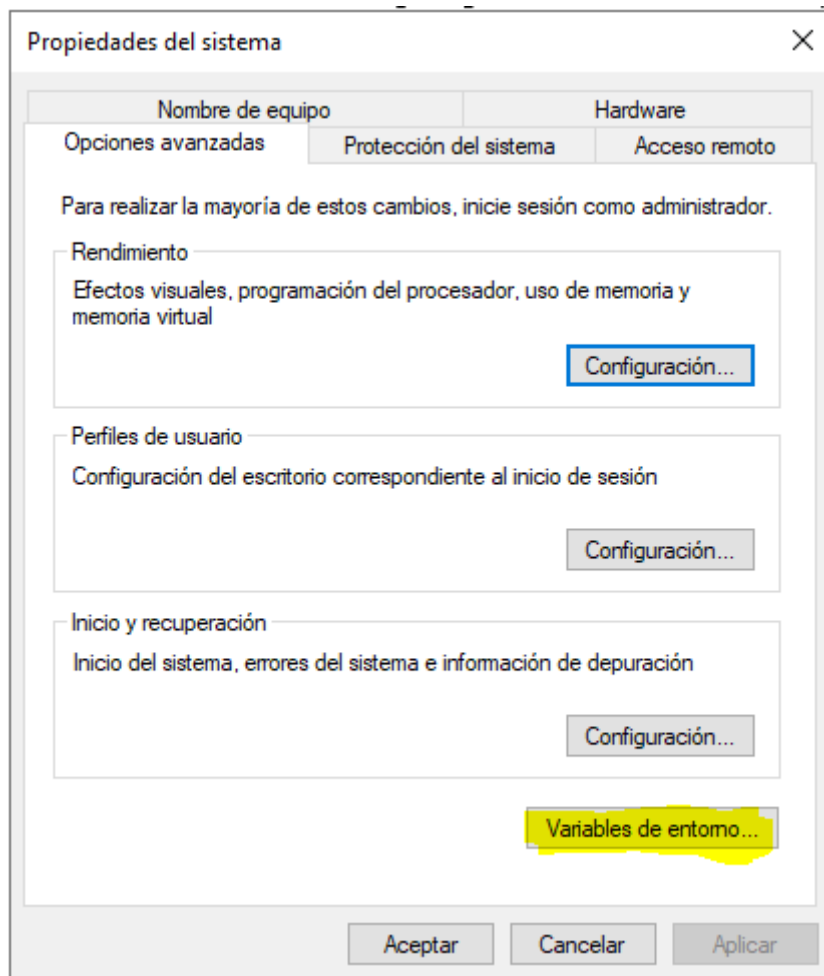 Propiedades del sistema
Nombre de equipo
Hardware
Opciones avanzadas
Protección del sistema
Acceso remoto
Para realizar la mayoría de estos cambios, inicie sesión como administrador.
Rendimiento
Efectos visuales, programación del procesador, uso de memoria y
memoria virtual
Configuración...
Perfiles de usuario
Configuración del escritorio correspondiente al inicio de sesión
Configuración...
Inicio y recuperación
Inicio del sistema, errores del sistema e información de depuración
Configuración...
Variables de entorno...
Aceptar
Cancelar
Aplicar